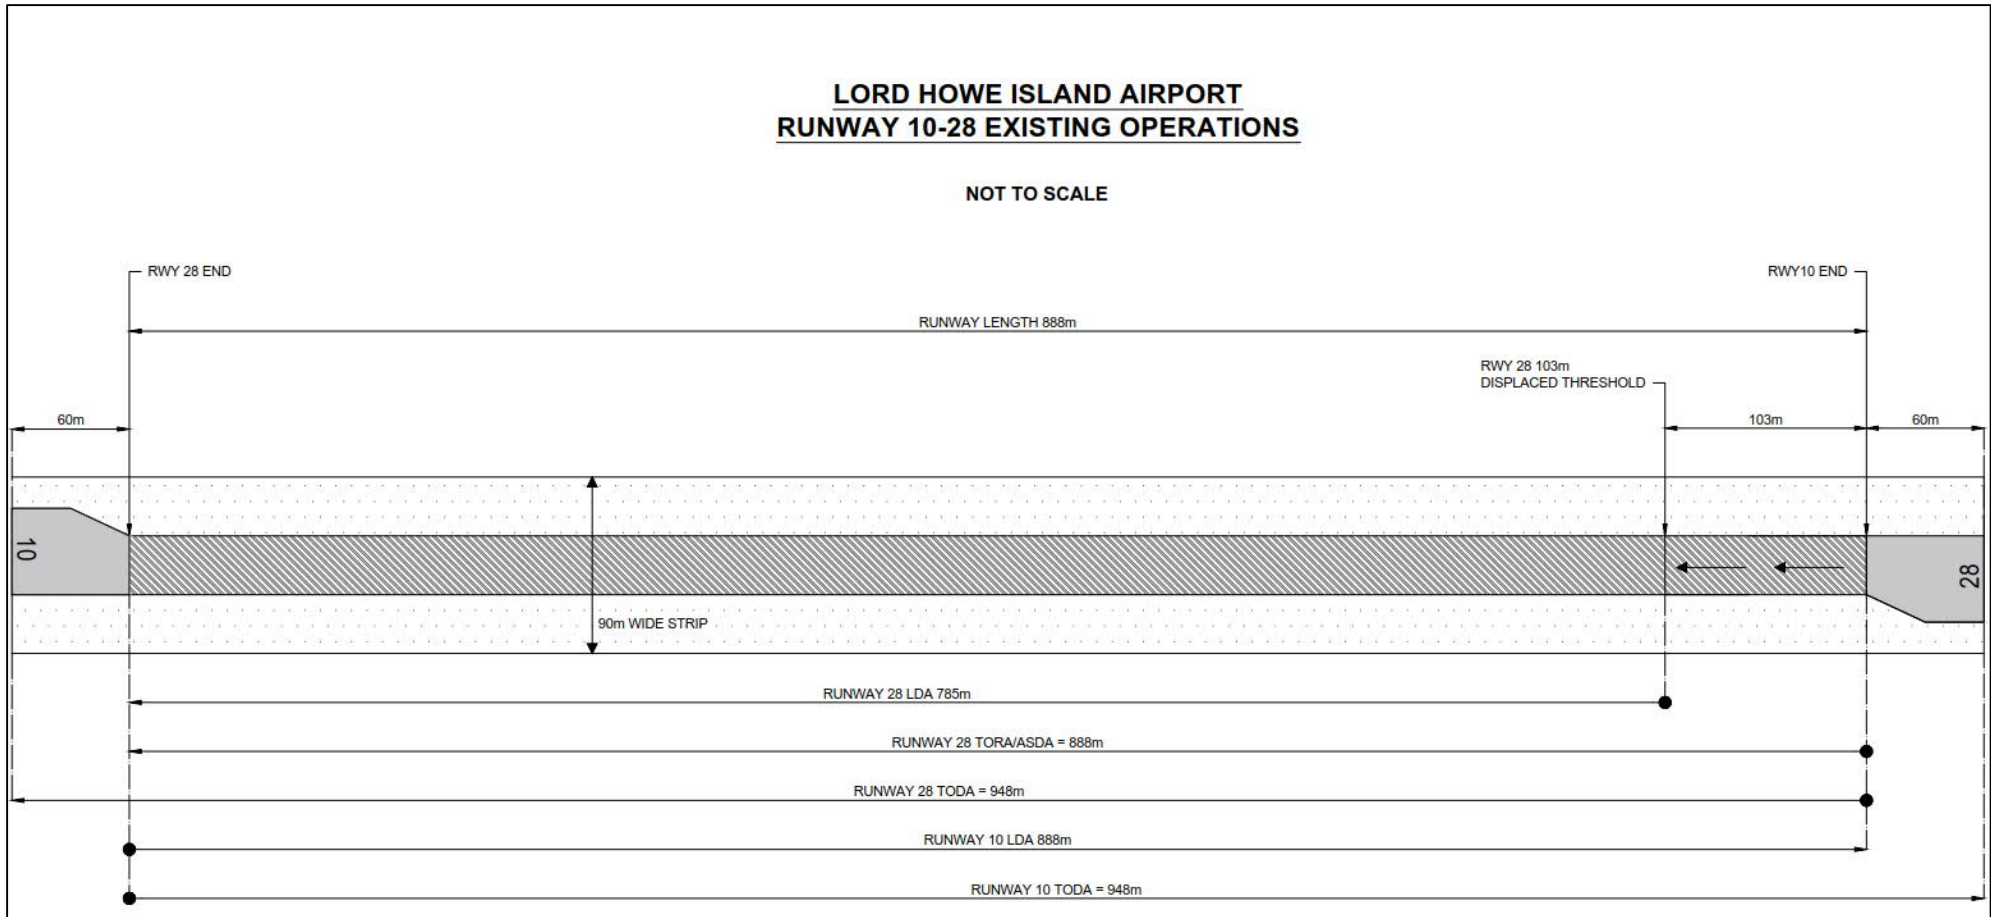 LORD HOWE ISLAND AIRPORT
RUNWAY 10-28 EXISTING OPERATIONS
NOT TO SCALE
RWY 28 END
RWY10 END
RUNWAY LENGTH 888m
RWY 28 103m
DISPLACED THRESHOLD
60m
103m
60m
10
28
90m WIDE STRIP
RUNWAY 28 LDA 785m
RUNWAY 28 TORA/ASDA = 888m
RUNWAY 28 TODA = 948m
RUNWAY 10 LDA 888m
RUNWAY 10 TODA = 948m